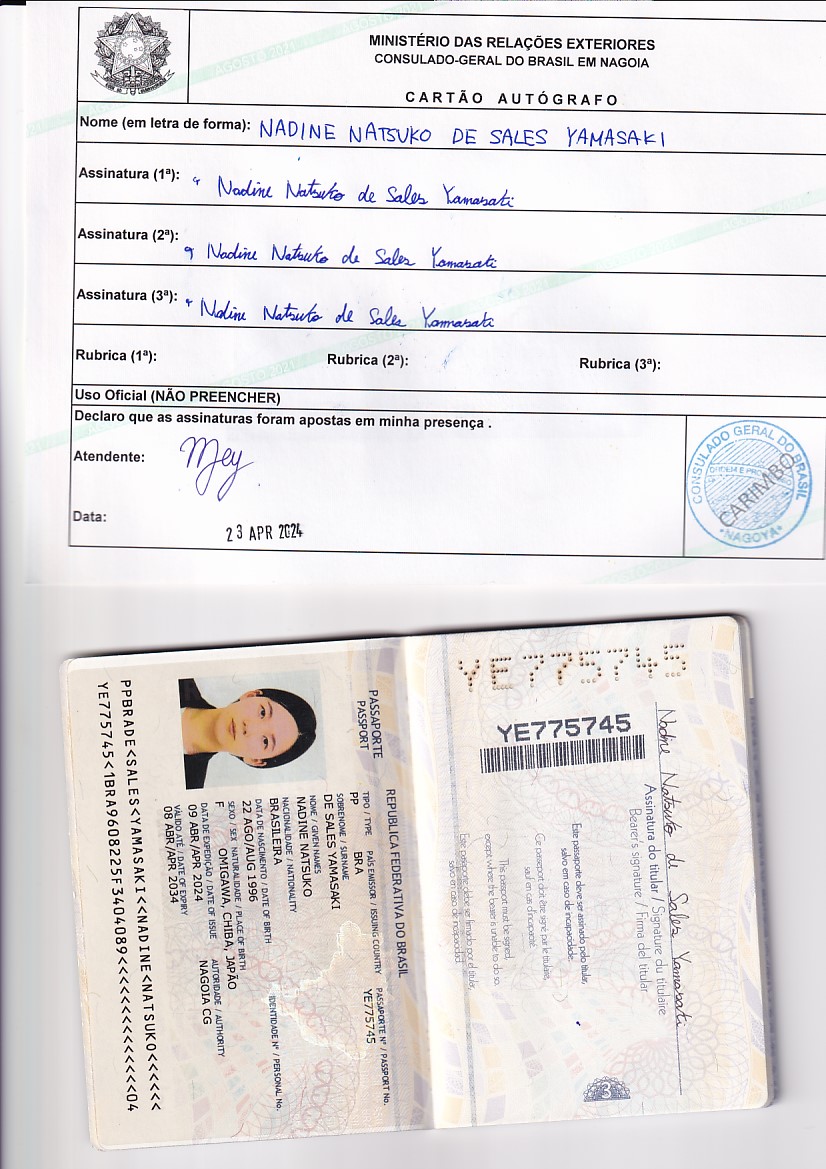 MINISTÉRIO DAS RELAÇÕES EXTERIORES
CONSULADO-GERAL DO BRASIL EM NAGOIA
CARTÃO AUTÓGRAFO
Nome (em letra de forma): NADINE NATSUKO DE SALES YAMASAKI
Assinatura (1ª): Nadine Natsuko de Sales Yamasaki
Assinatura (2ª): Nadine Natsuko de Sales Yamasaki
Assinatura (3ª): Nadine Natsuko de Sales Yamasaki
Rubrica (1ª): Rubrica (2ª): Rubrica (3ª):
Uso Oficial (NÃO PREENCHER)
Declaro que as assinaturas foram apostas em minha presença .
Atendente:
Data: 23 APR 2024
CONSULADO GERAL DO BRASIL
CARIMBO
NAGOYA
YE775745
YE775745
Nadine Natsuko de Sales Yamasaki
Assinatura do titular / Signature du titulaire
Bearer's signature / Firma del titular
Este passaporte deve ser assinado pelo titular,
salvo em caso de incapacidade.
Ce passeport doit être signé par le titulaire,
sauf en cas d'incapacité.
This passport must be signed,
except where the bearer is unable to do so.
Este pasaporte debe ser firmado por el titular,
salvo en caso de incapacidad.
REPÚBLICA FEDERATIVA DO BRASIL
PASSAPORTE
PASSPORT
TIPO / TYPE PAÍS EMISSOR / ISSUING COUNTRY PASSAPORTE Nº / PASSPORT No.
PP BRA YE775745
SOBRENOME / SURNAME
DE SALES YAMASAKI
NOME / GIVEN NAMES
NADINE NATSUKO
NACIONALIDADE / NATIONALITY
BRASILEIRA
DATA DE NASCIMENTO / DATE OF BIRTH IDENTIDADE Nº / PERSONAL No.
22 AGO/AUG 1996
SEXO / SEX NATURALIDADE / PLACE OF BIRTH
F OMIGAWA, CHIBA, JAPÃO
DATA DE EXPEDIÇÃO / DATE OF ISSUE AUTORIDADE / AUTHORITY
09 ABR/APR 2024 NAGOIA CG
VÁLIDO ATÉ / DATE OF EXPIRY
08 ABR/APR 2034
PPBRADE<SALES<YAMASAKI<<NADINE<NATSUKO<<<<<<
YE775745<1BRA9608225F3404089<<<<<<<<<<<<<<04